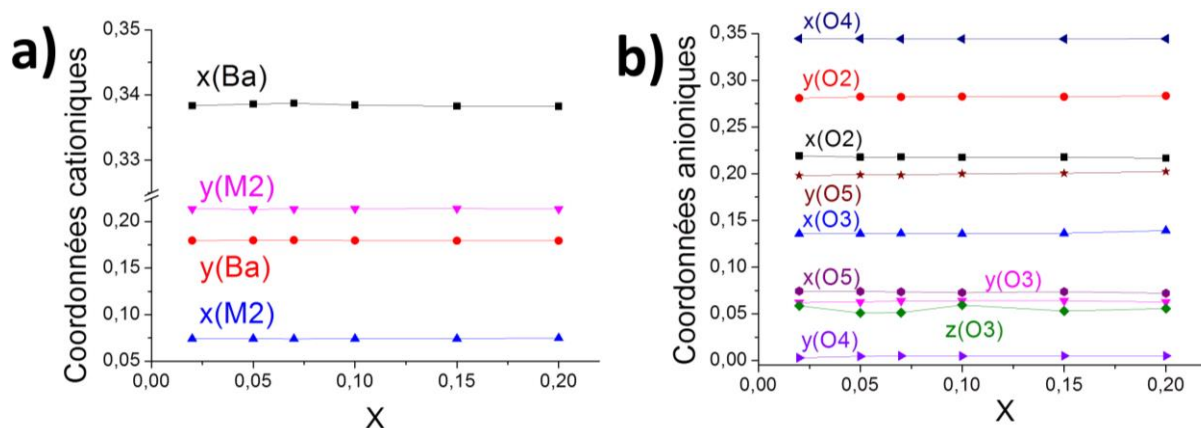 a)
Coordonnées cationiques
0,35
0,34
0,33
0,20
0,15
0,10
0,05
x(Ba)
y(M2)
y(Ba)
x(M2)
0,00
0,05
0,10
0,15
0,20
X
b)
Coordonnées anioniques
0,35
0,30
0,25
0,20
0,15
0,10
0,05
0,00
x(O4)
y(O2)
x(O2)
y(O5)
x(O3)
x(O5)
y(O3)
z(O3)
y(O4)
0,00
0,05
0,10
0,15
0,20
X